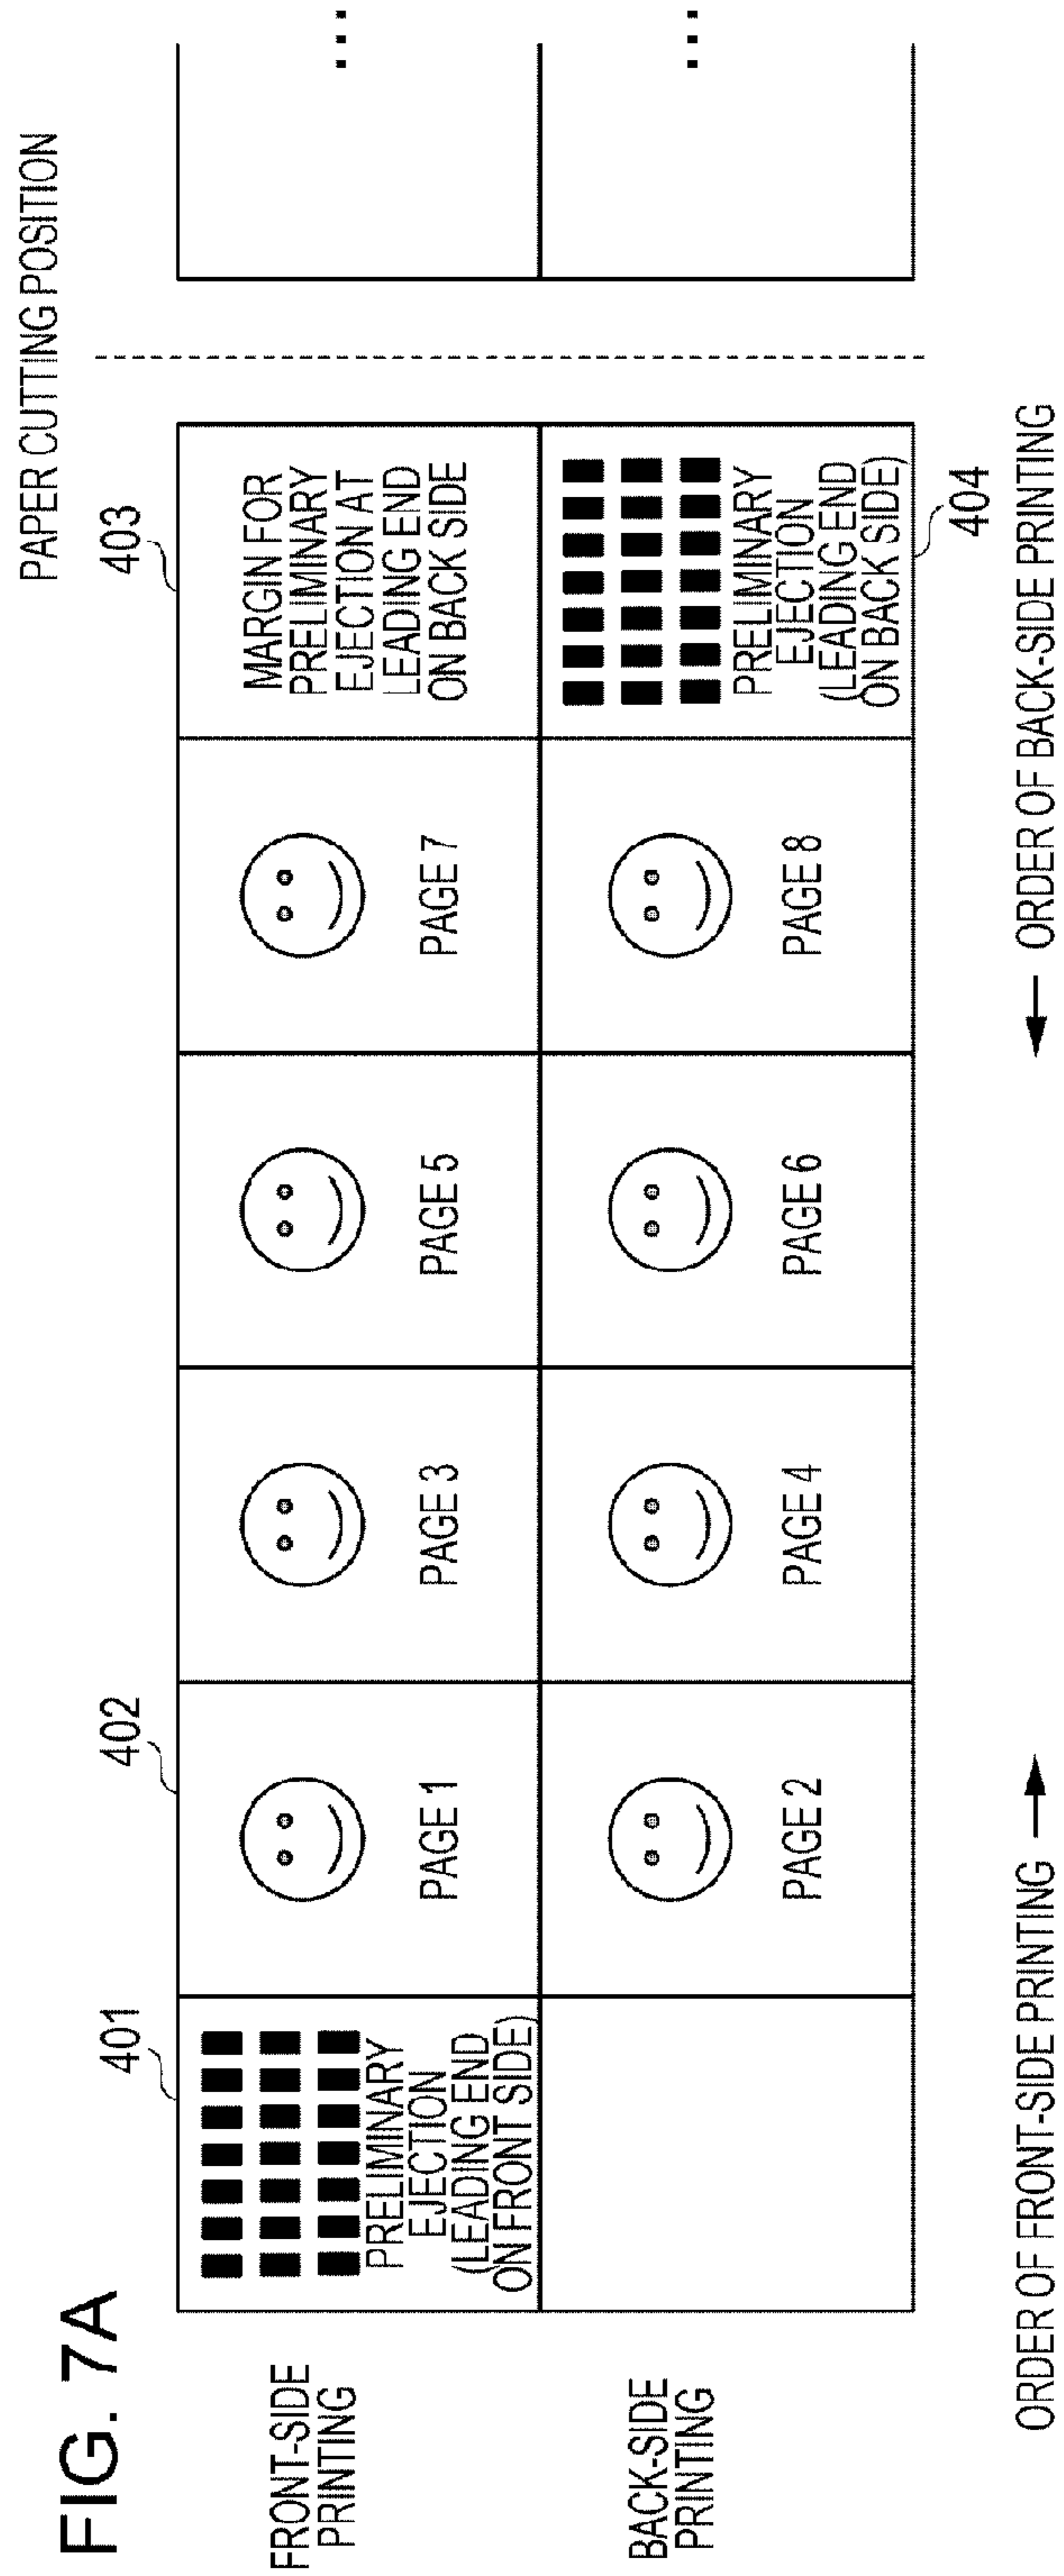 FIG. 7A
PAPER CUTTING POSITION
401
402
403
FRONT-SIDE
PRINTING
PRELIMINARY
EJECTION
(LEADING END
ON FRONT SIDE)
PAGE 1
PAGE 3
PAGE 5
PAGE 7
MARGIN FOR
PRELIMINARY
EJECTION AT
LEADING END
ON BACK SIDE
...
BACK-SIDE
PRINTING
PAGE 2
PAGE 4
PAGE 6
PAGE 8
PRELIMINARY
EJECTION
(LEADING END
ON BACK SIDE)
...
404
ORDER OF FRONT-SIDE PRINTING →
← ORDER OF BACK-SIDE PRINTING